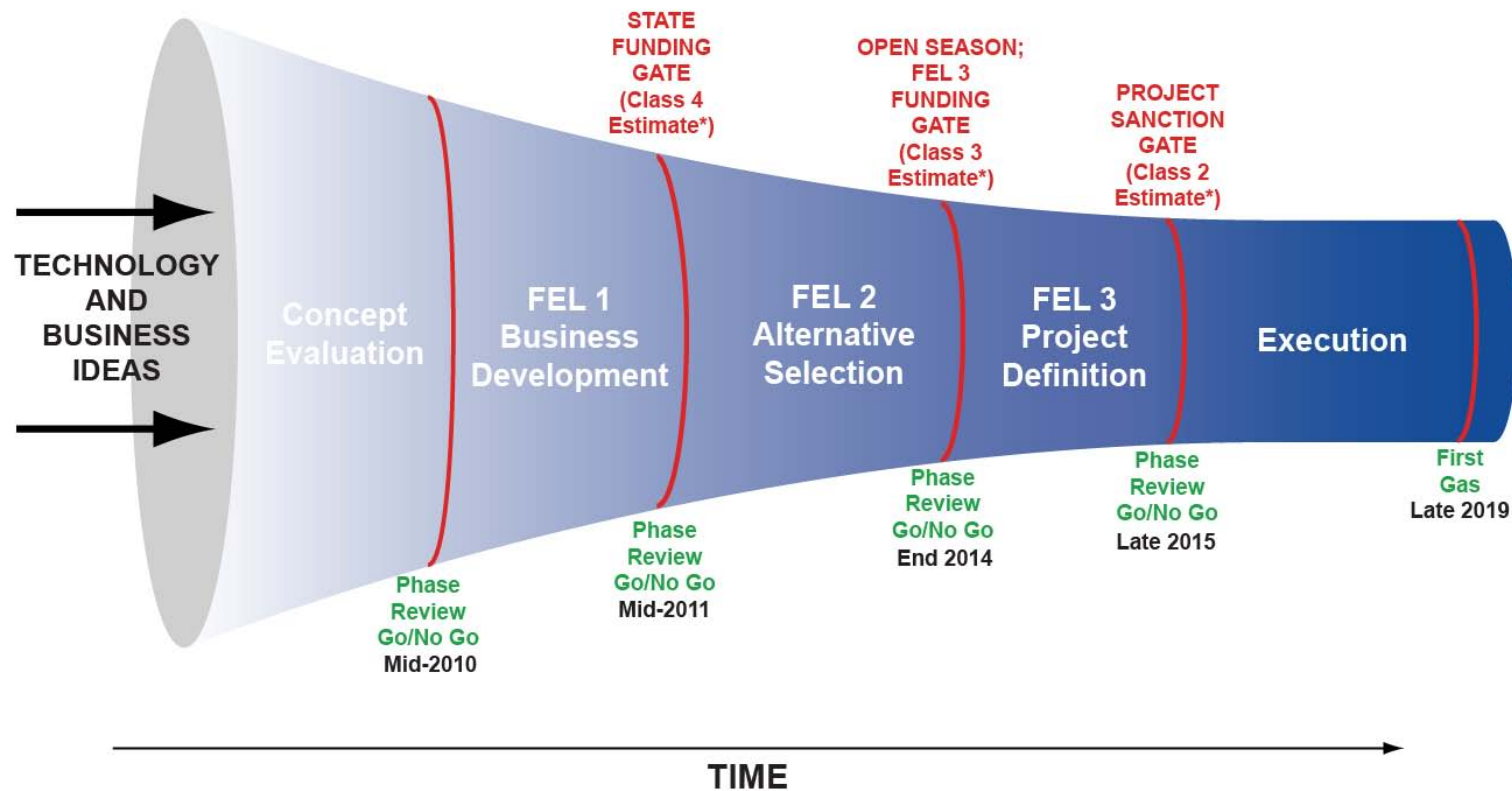 TECHNOLOGY
AND
BUSINESS
IDEAS
Concept
Evaluation
Phase
Review
Go/No Go
Mid-2010
FEL 1
Business
Development
STATE
FUNDING
GATE
(Class 4
Estimate*)
Phase
Review
Go/No Go
Mid-2011
FEL 2
Alternative
Selection
OPEN SEASON;
FEL 3
FUNDING
GATE
(Class 3
Estimate*)
Phase
Review
Go/No Go
End 2014
FEL 3
Project
Definition
PROJECT
SANCTION
GATE
(Class 2
Estimate*)
Phase
Review
Go/No Go
Late 2015
Execution
First
Gas
Late 2019
TIME